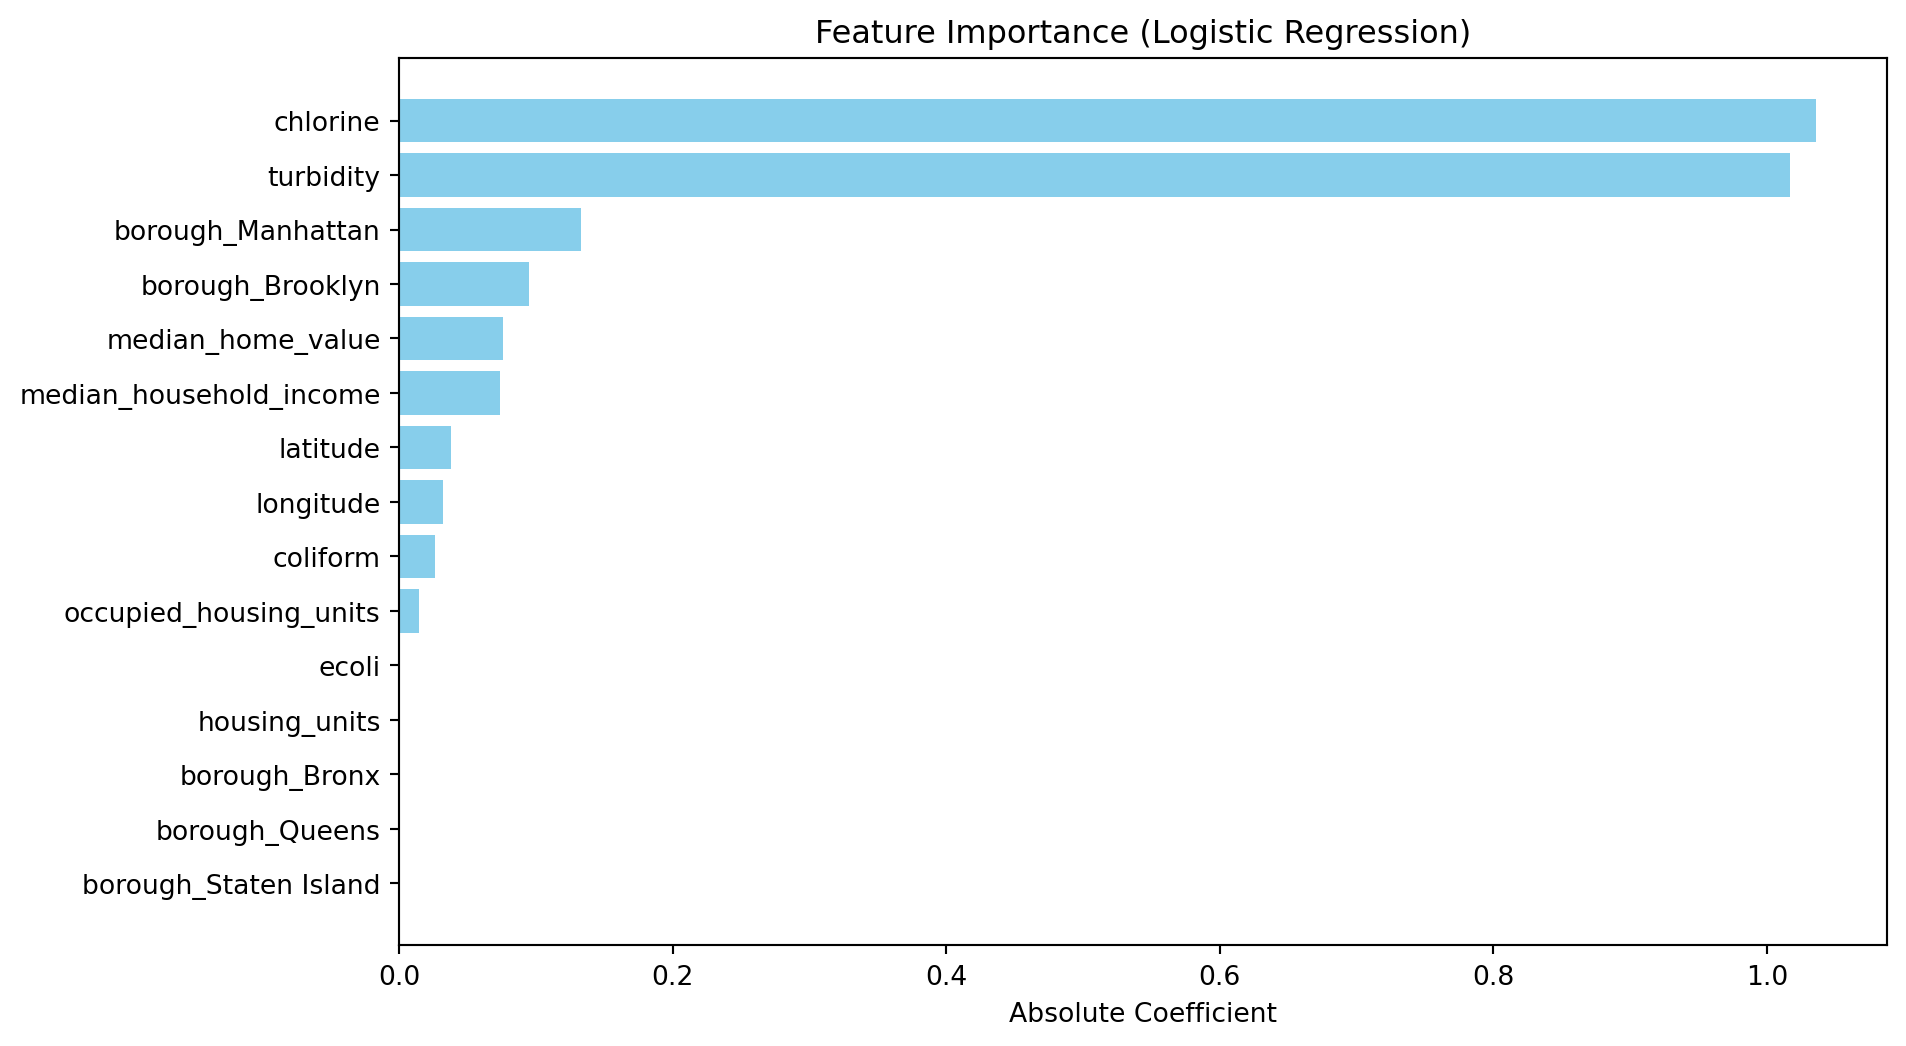 Feature Importance (Logistic Regression)
chlorine
turbidity
borough_Manhattan
borough_Brooklyn
median_home_value
median_household_income
latitude
longitude
coliform
occupied_housing_units
ecoli
housing_units
borough_Bronx
borough_Queens
borough_Staten Island
0.0 0.2 0.4 0.6 0.8 1.0
Absolute Coefficient